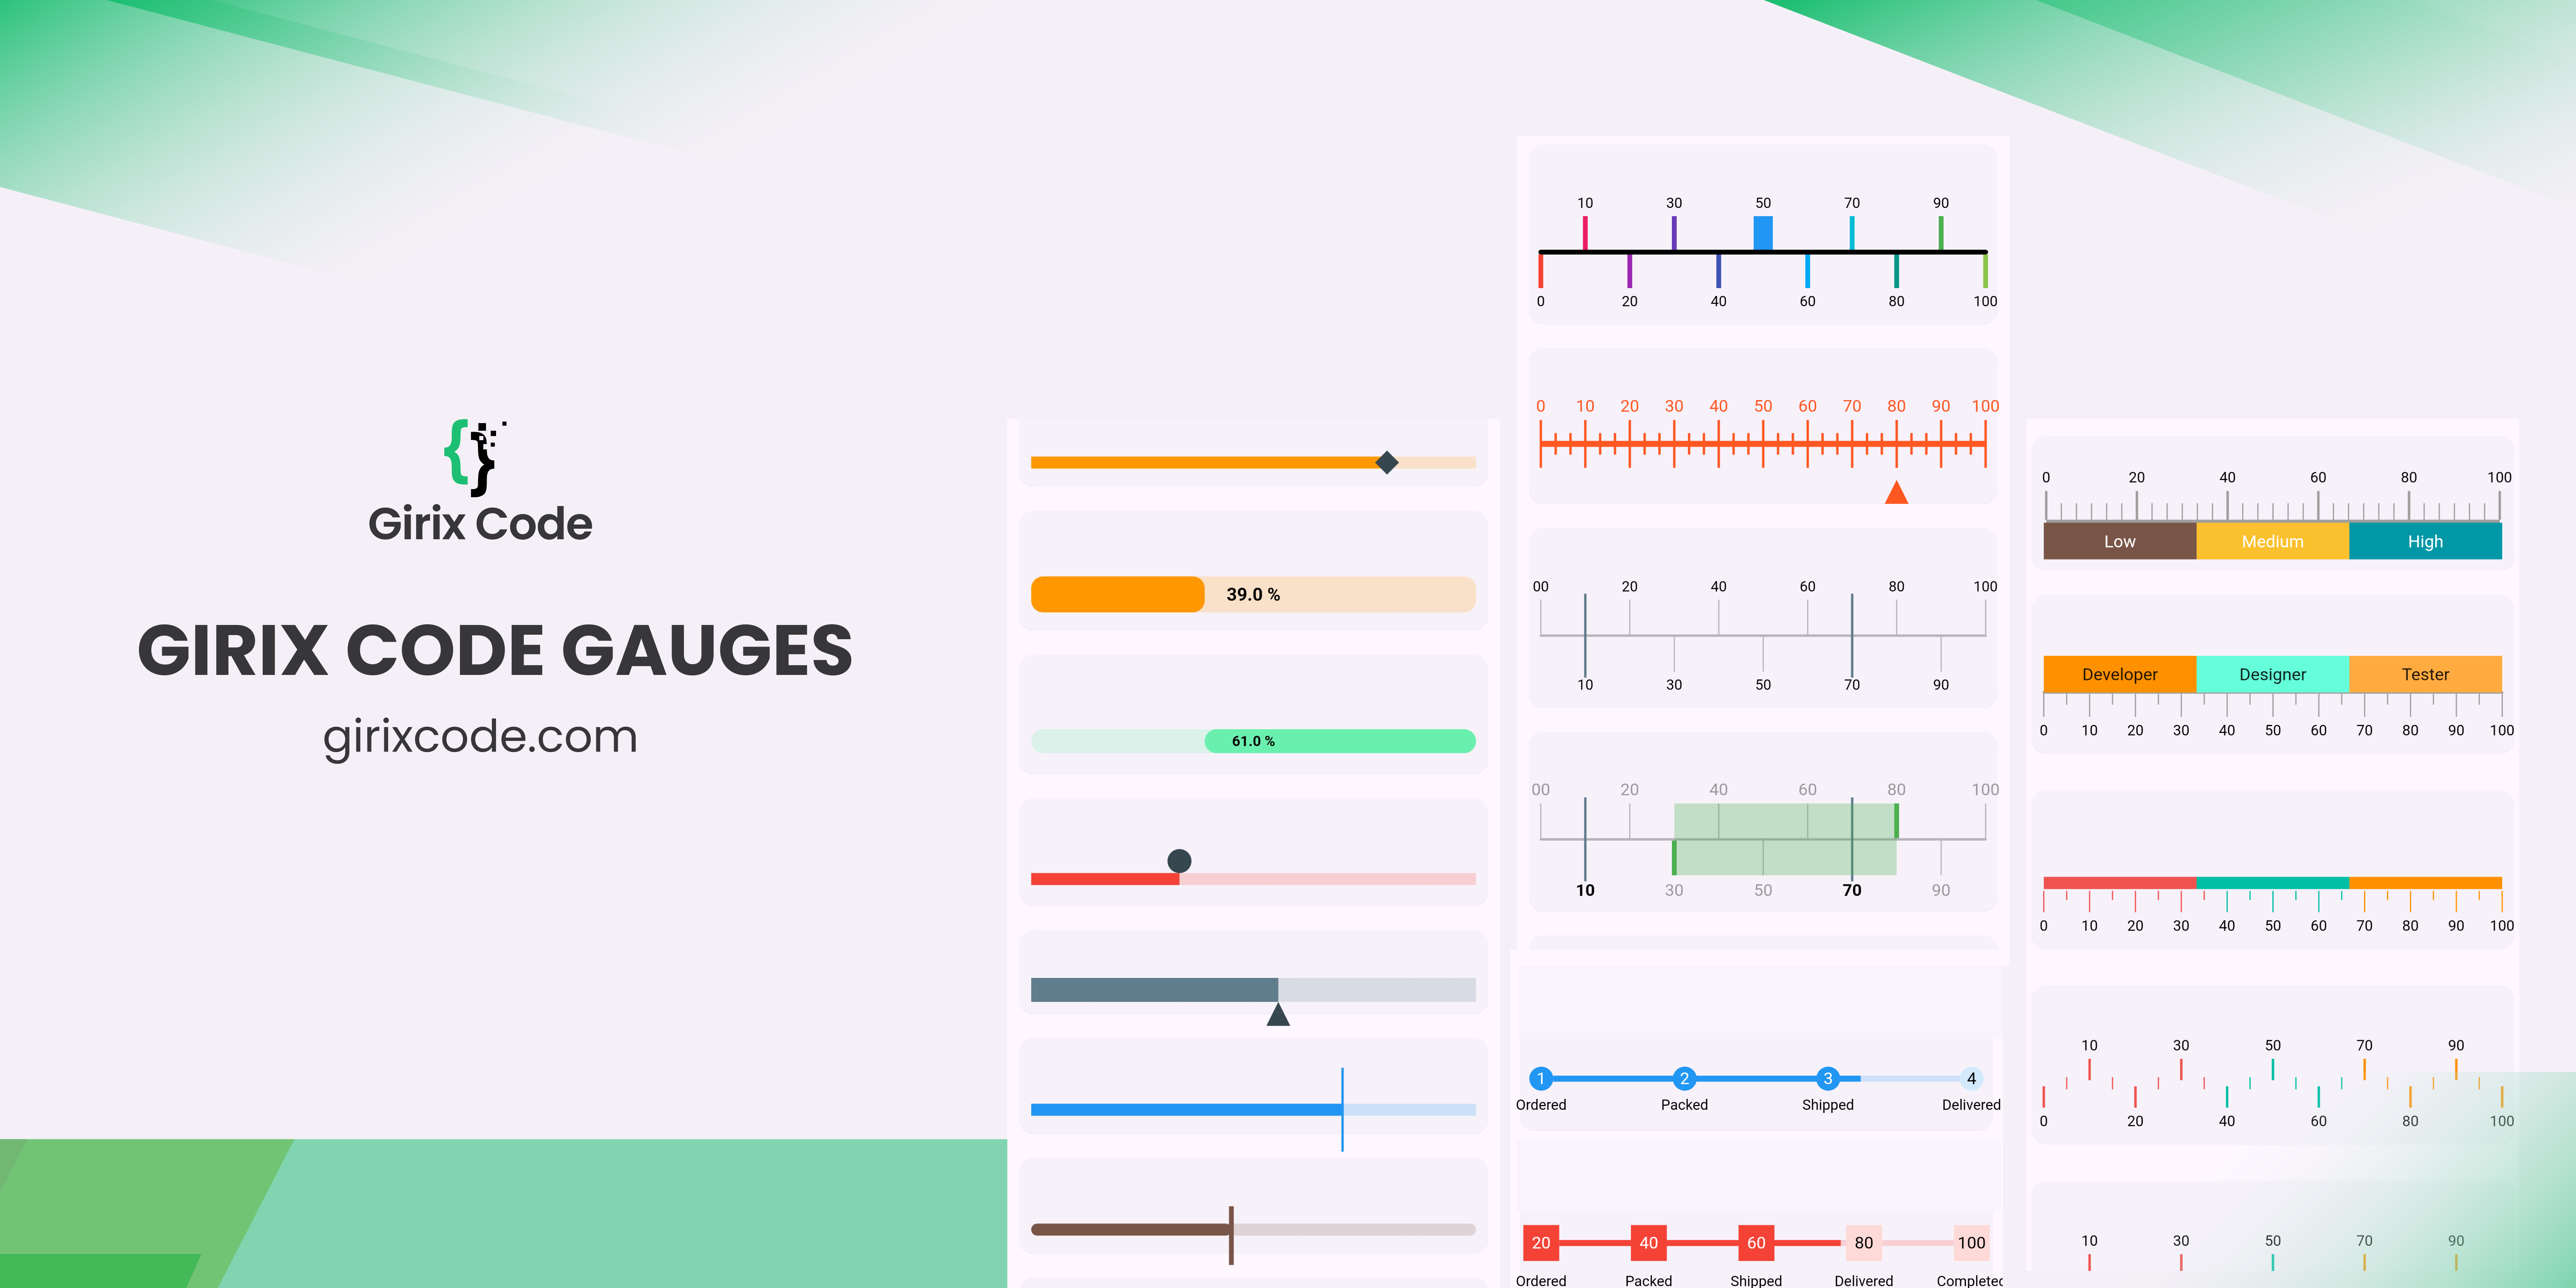 Girix Code
GIRIX CODE GAUGES
girixcode.com
39.0 %
61.0 %
10 30 50 70 90
0 20 40 60 80 100
0 10 20 30 40 50 60 70 80 90 100
00 20 40 60 80 100
10 30 50 70 90
00 20 40 60 80 100
10 30 50 70 90
1 2 3 4
Ordered Packed Shipped Delivered
20 40 60 80 100
Ordered Packed Shipped Delivered Completed
0 20 40 60 80 100
Low Medium High
Developer Designer Tester
0 10 20 30 40 50 60 70 80 90 100
0 10 20 30 40 50 60 70 80 90 100
10 30 50 70 90
0 20 40 60 80 100
10 30 50 70 90